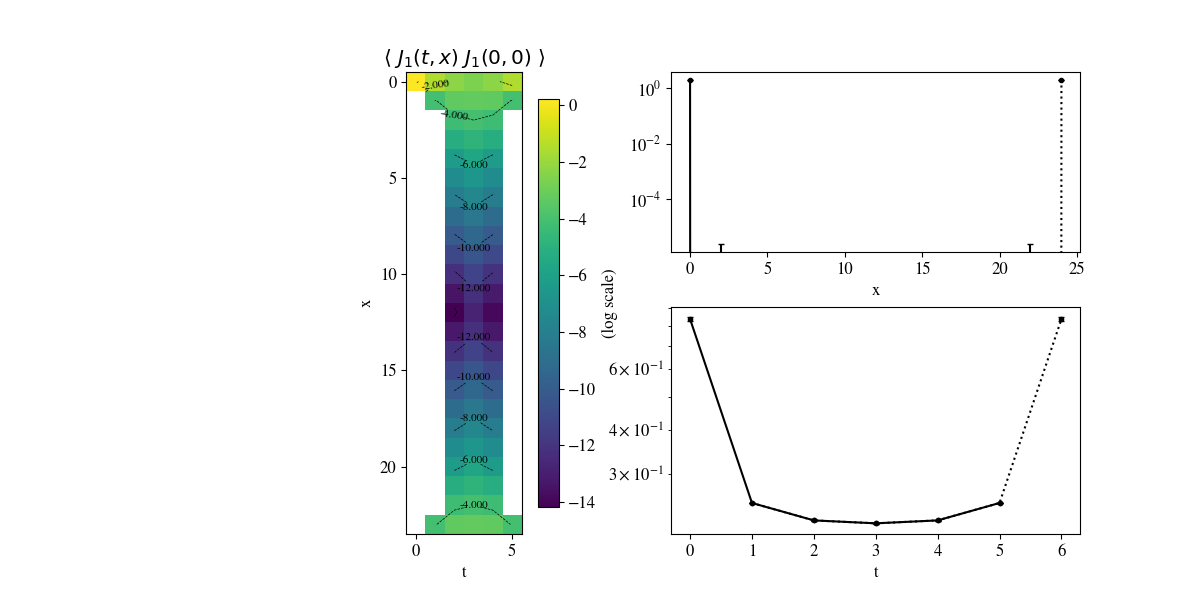 ⟨ J₁(t, x) J₁(0, 0) ⟩
0
5
10
15
20
x
0
5
t
-2.000
-4.000
-6.000
-8.000
-10.000
-12.000
-12.000
-10.000
-8.000
-6.000
-4.000
0
−2
−4
−6
−8
−10
−12
−14
(log scale)
10⁰
10⁻²
10⁻⁴
0 5 10 15 20 25
x
6 × 10⁻¹
4 × 10⁻¹
3 × 10⁻¹
0 1 2 3 4 5 6
t